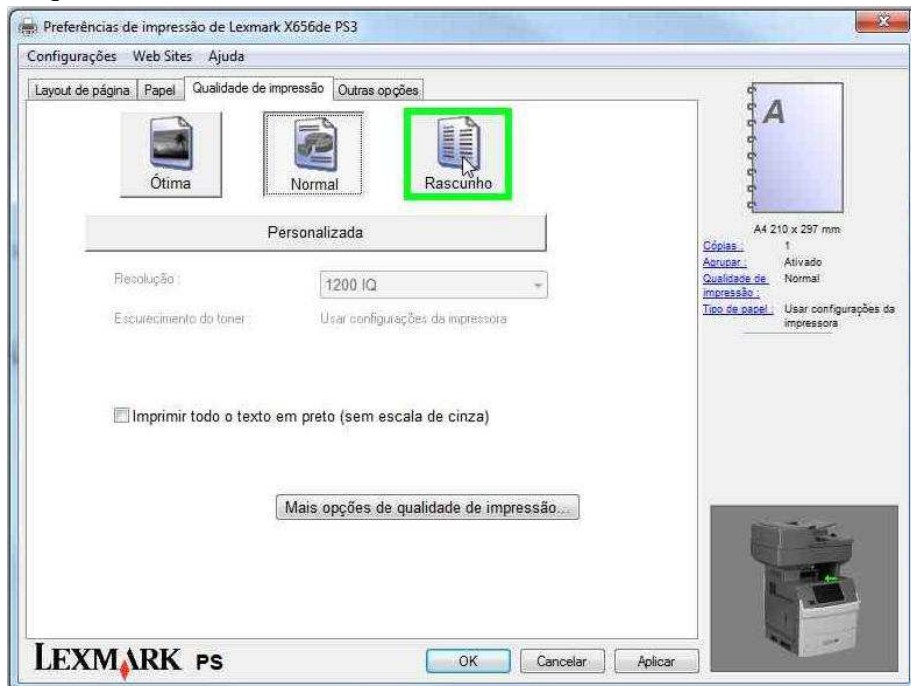 Preferências de impressão de Lexmark X656de PS3
Configurações Web Sites Ajuda
Layout de página Papel Qualidade de impressão Outras opções
Ótima Normal Rascunho
Personalizada
Resolução : 1200 IQ
Escurecimento do toner : Usar configurações da impressora
Imprimir todo o texto em preto (sem escala de cinza)
Mais opções de qualidade de impressão...
A
A4 210 x 297 mm
Cópias : 1
Agrupar : Ativado
Qualidade de Normal
impressão :
Tipo de papel : Usar configurações da
impressora
LEXMARK PS
OK Cancelar Aplicar